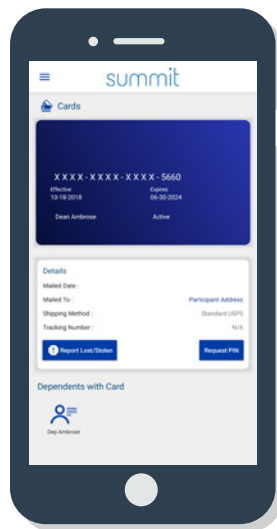 summit
Cards
XXXX-XXXX-XXXX-5660
Effective Expires
10-18-2018 06-30-2024
Dean Ambrose Active
Details
Mailed Date :
Mailed To : Participant Address
Shipping Method : Standard USPS
Tracking Number : N/A
! Report Lost/Stolen Request PIN
Dependents with Card
Dep Ambrose